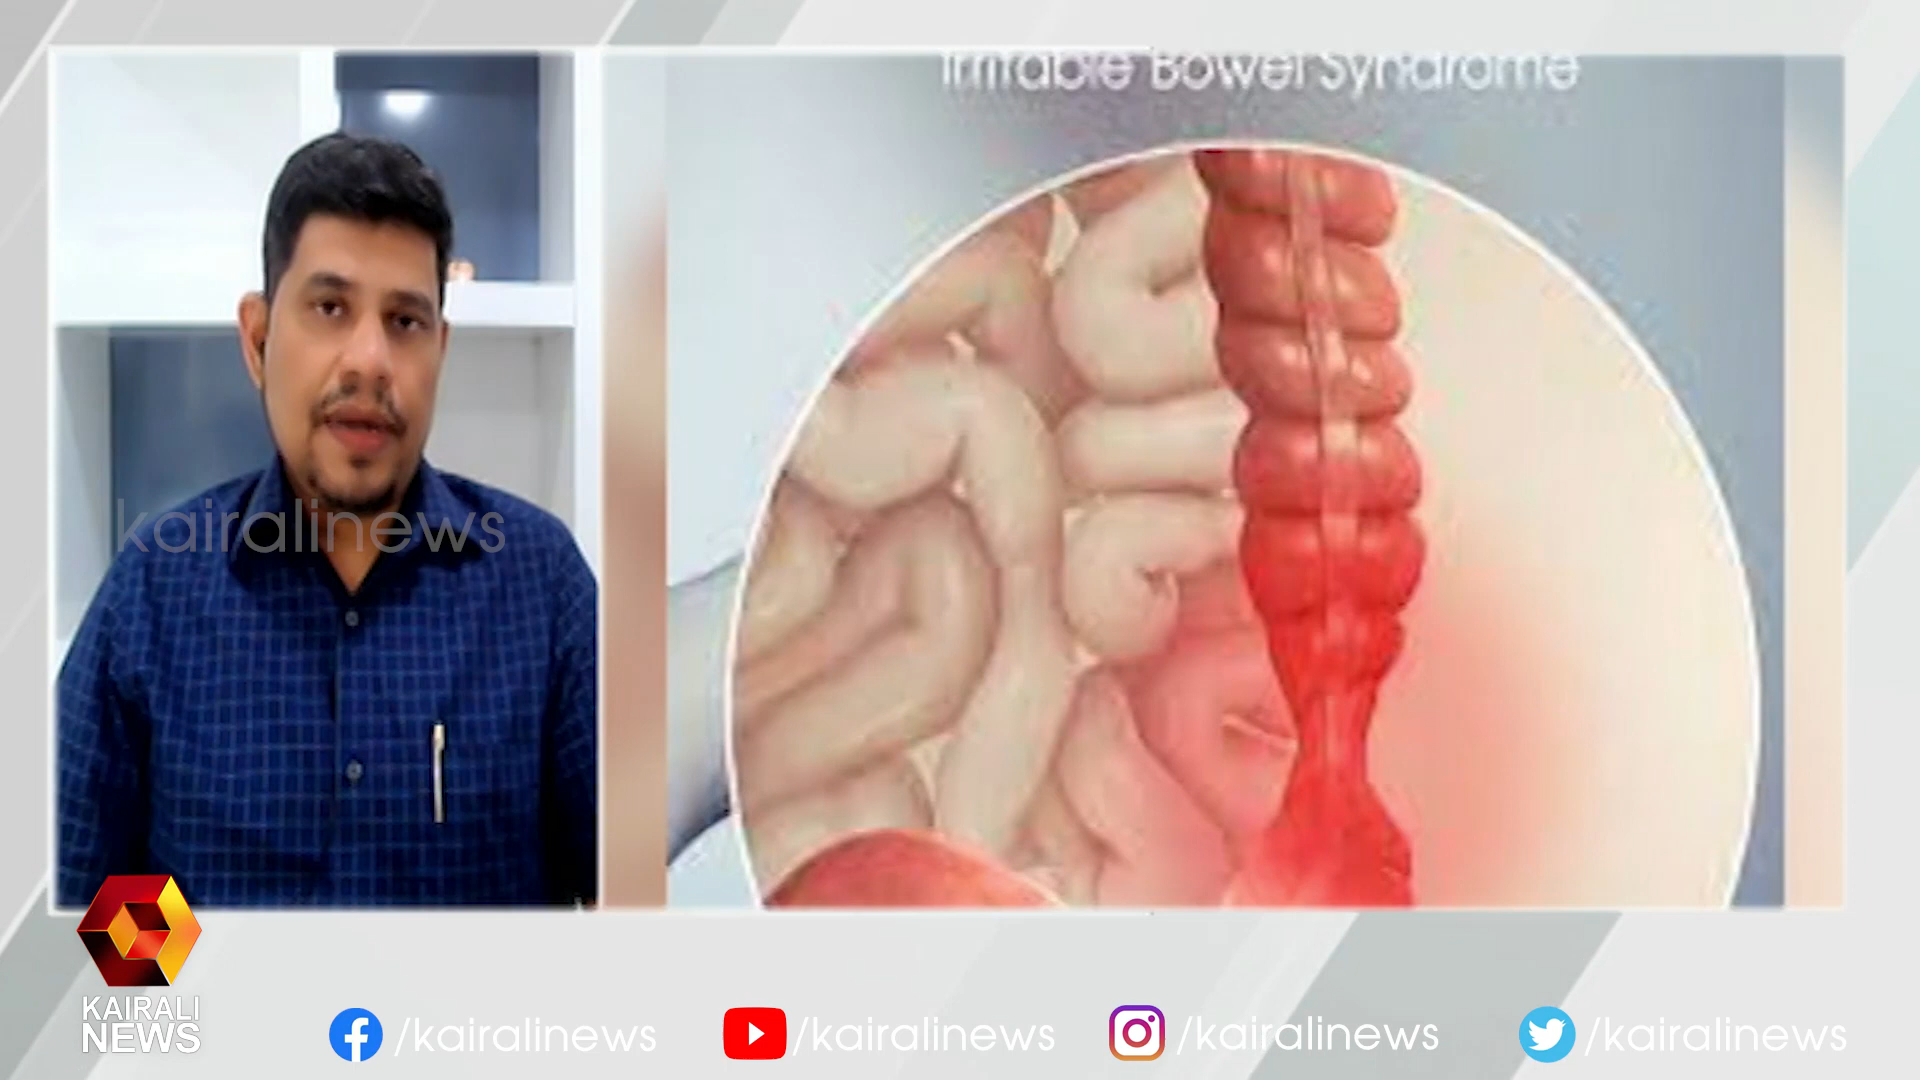 Irritable Bowel Syndrome
kairalinews
KAIRALI
NEWS
/kairalinews
/kairalinews
/kairalinews
/kairalinews